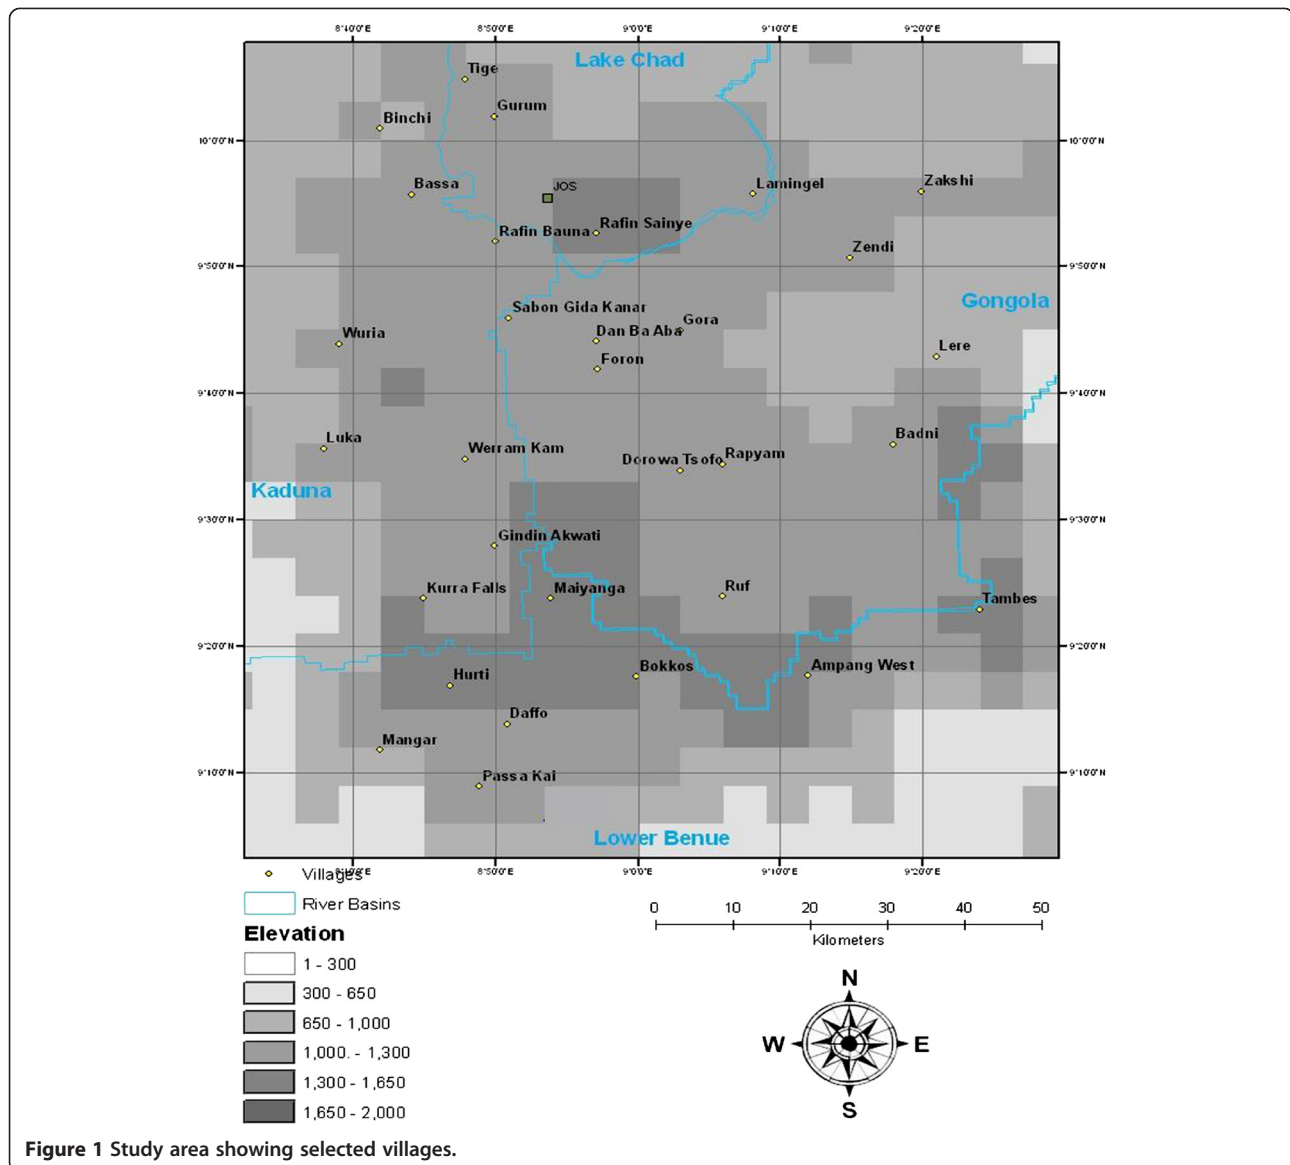 8°40'0"E 8°50'0"E 9°0'0"E 9°10'0"E 9°20'0"E
Lake Chad
Tige
Gurum
Binchi
10°0'0"N 10°0'0"N
Bassa
JOS
Lamingel
Zakshi
Rafin Sainye
Rafin Bauna
Zendi
9°50'0"N 9°50'0"N
Gongola
Sabon Gida Kanar
Gora
Dan Ba Aba
Wuria
Foron
Lere
9°40'0"N 9°40'0"N
Luka
Badni
Werram Kam
Dorowa Tsofo
Rapyam
Kaduna
9°30'0"N 9°30'0"N
Gindin Akwati
Kurra Falls
Maiyanga
Ruf
Tambes
9°20'0"N 9°20'0"N
Hurti
Bokkos
Ampang West
Daffo
Mangar
9°10'0"N 9°10'0"N
Passa Kai
Lower Benue
8°40'0"E 8°50'0"E 9°0'0"E 9°10'0"E 9°20'0"E
Villages
River Basins
Elevation
1 - 300
300 - 650
650 - 1,000
1,000. - 1,300
1,300 - 1,650
1,650 - 2,000
0 10 20 30 40 50
Kilometers
N
W E
S
Figure 1 Study area showing selected villages.